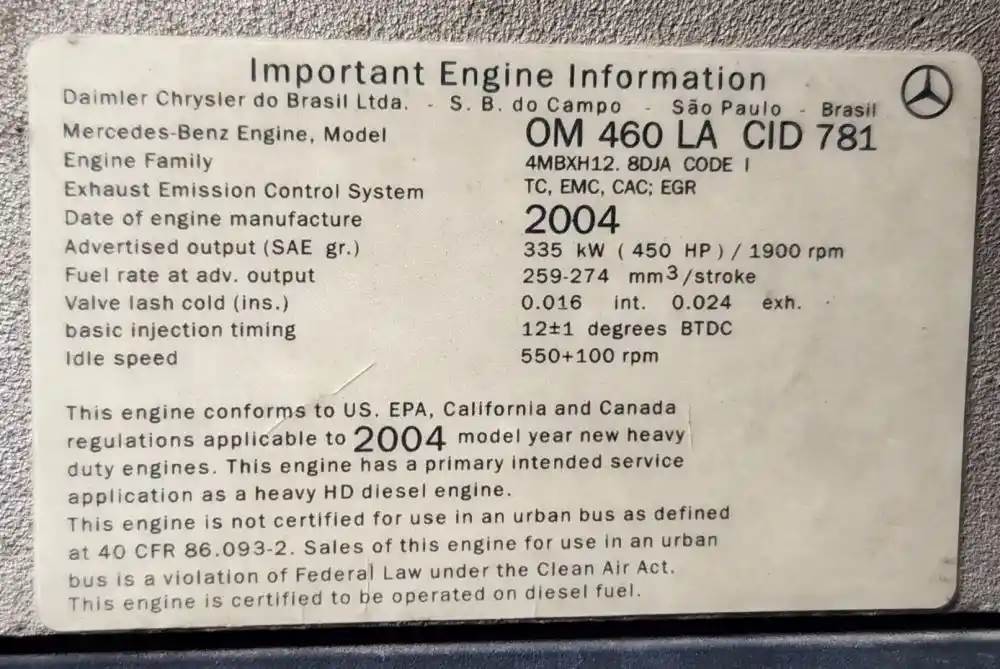 Important Engine Information
Daimler Chrysler do Brasil Ltda. - S. B. do Campo - São Paulo - Brasil
Mercedes-Benz Engine, Model OM 460 LA CID 781
Engine Family 4MBXH12. 8DJA CODE I
Exhaust Emission Control System TC, EMC, CAC; EGR
Date of engine manufacture 2004
Advertised output (SAE gr.) 335 kW ( 450 HP ) / 1900 rpm
Fuel rate at adv. output 259-274 mm3/stroke
Valve lash cold (ins.) 0.016 int. 0.024 exh.
basic injection timing 12±1 degrees BTDC
Idle speed 550+100 rpm
This engine conforms to US. EPA, California and Canada
regulations applicable to 2004 model year new heavy
duty engines. This engine has a primary intended service
application as a heavy HD diesel engine.
This engine is not certified for use in an urban bus as defined
at 40 CFR 86.093-2. Sales of this engine for use in an urban
bus is a violation of Federal Law under the Clean Air Act.
This engine is certified to be operated on diesel fuel.